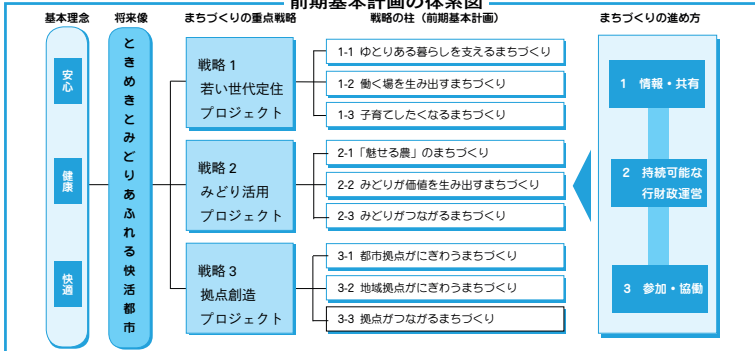 前期基本計画の体系図
基本理念
将来像
まちづくりの重点戦略
戦略の柱（前期基本計画）
まちづくりの進め方
安心
健康
快適
ときめきとみどりあふれる快活都市
戦略1
若い世代定住
プロジェクト
1-1 ゆとりある暮らしを支えるまちづくり
1-2 働く場を生み出すまちづくり
1-3 子育てしたくなるまちづくり
戦略2
みどり活用
プロジェクト
2-1「魅せる農」のまちづくり
2-2 みどりが価値を生み出すまちづくり
2-3 みどりがつながるまちづくり
戦略3
拠点創造
プロジェクト
3-1 都市拠点がにぎわうまちづくり
3-2 地域拠点がにぎわうまちづくり
3-3 拠点がつながるまちづくり
1 情報・共有
2 持続可能な
行財政運営
3 参加・協働